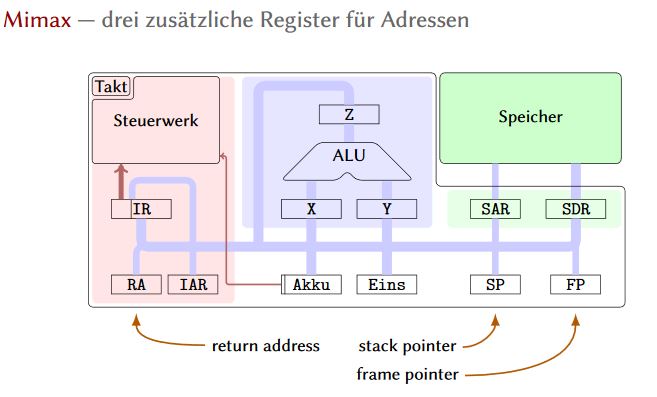 Mimax — drei zusätzliche Register für Adressen
Takt
Steuerwerk
Z
Speicher
ALU
IR
X
Y
SAR
SDR
RA
IAR
Akku
Eins
SP
FP
return address
stack pointer
frame pointer